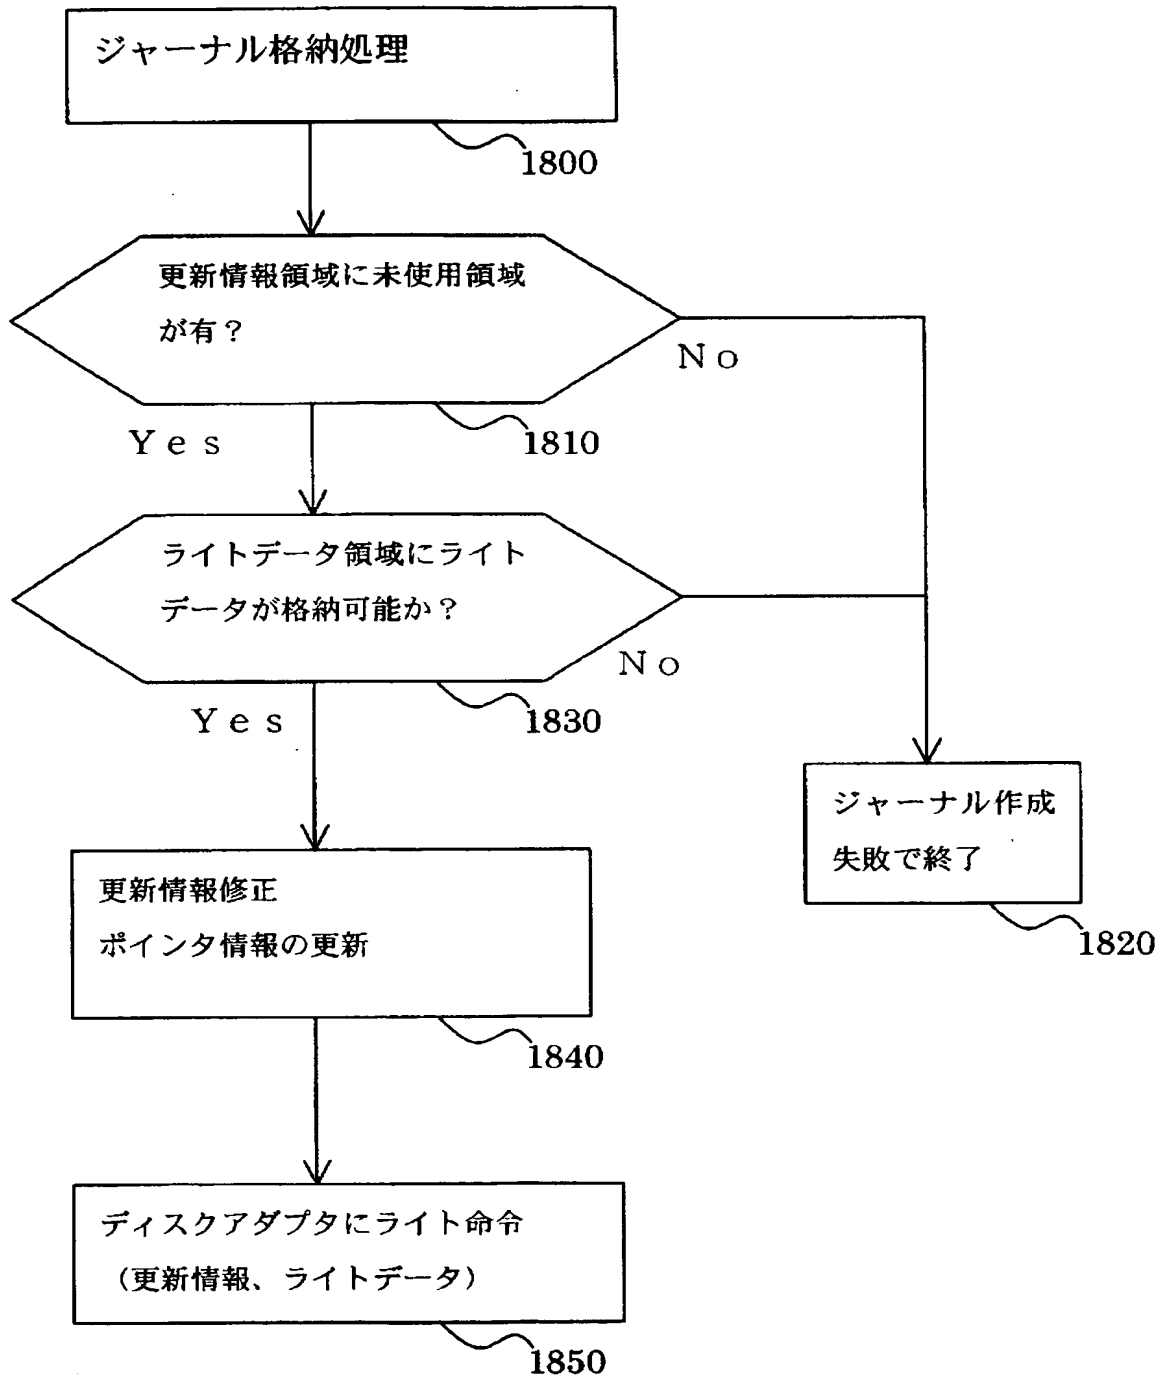 ジャーナル格納処理
1800
更新情報領域に未使用領域
が有？
No
Yes
1810
ライトデータ領域にライト
データが格納可能か？
No
Yes
1830
ジャーナル作成
失敗で終了
1820
更新情報修正
ポインタ情報の更新
1840
ディスクアダプタにライト命令
（更新情報、ライトデータ）
1850